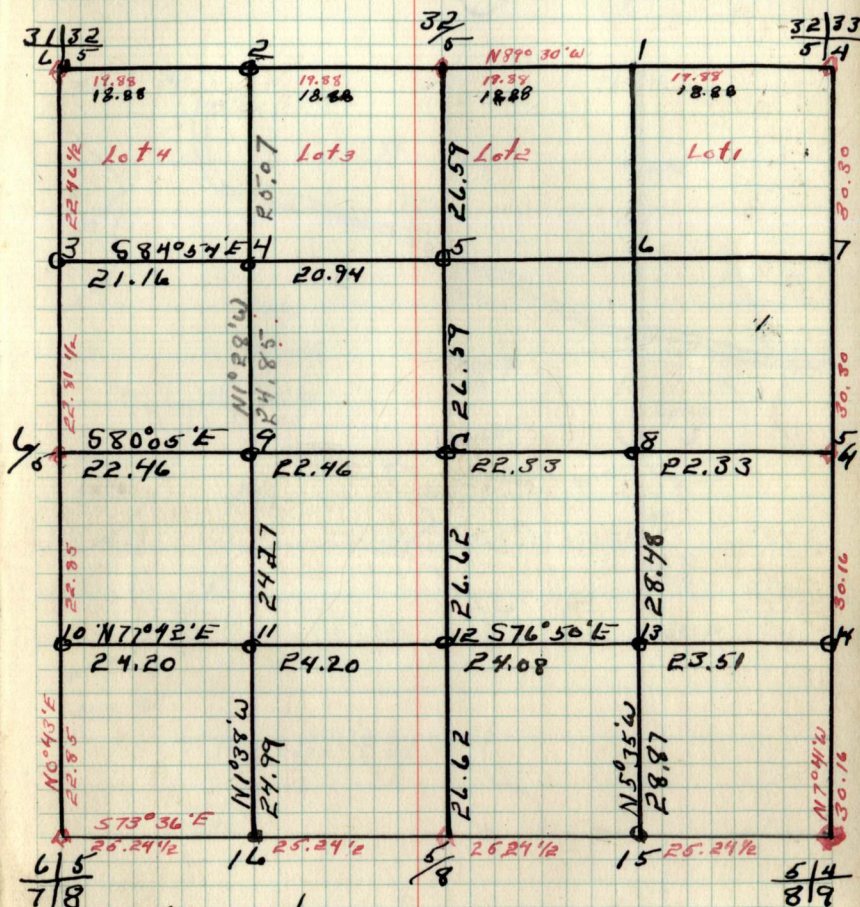 31|32 32/5 32|33
6|5 2 N89°30'W 1 5|4
19.88 19.88 19.88 19.88
18.88 18.88 18.88 18.88
Lot 4 Lot 3 Lot 2 Lot 1
22.46 1/2 25.07 26.59 30.30
3 S84°54'E 4 5 6 7
21.16 20.94
22.81 1/2 N1°28'W 24.85 26.59 30.30
6/5 S80°05'E 9 8 5/4
22.46 22.46 22.33 22.33
22.85 24.27 26.62 28.48 30.16
10 N77°42'E 11 12 S76°50'E 13 14
24.20 24.20 24.08 23.51
N0°43'E 22.85 N1°38'W 24.99 26.62 N5°35'W 28.87 N7°41'W 30.16
S73°36'E
25.24 1/2 16 25.24 1/2 5/8 25 24 1/2 15 25.24 1/2
6|5 5|4
7|8 8|9